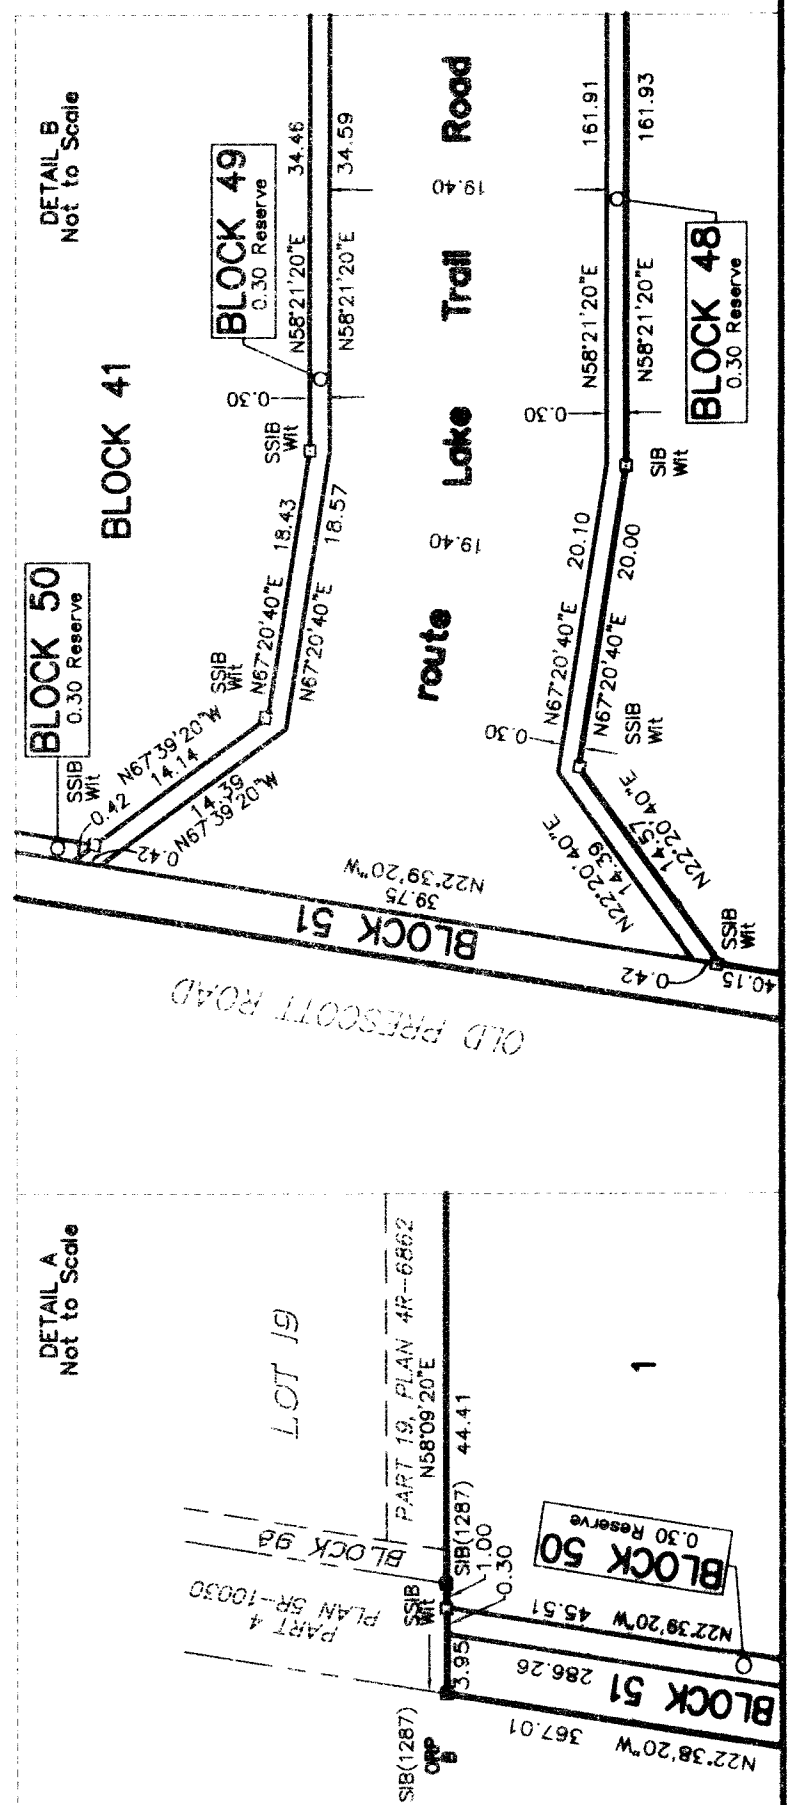 DETAIL B
Not to Scale
BLOCK 41
BLOCK 49
0.30 Reserve
BLOCK 50
0.30 Reserve
34.46
34.59
N58°21'20"E
N58°21'20"E
0.30
SSIB
Wit
18.43
18.57
N67°20'40"E
N67°20'40"E
SSIB
Wit
N67°39'20"W
14.14
14.39
N67°39'20"W
SSIB
Wit
0.42
0.42
route Lake Trail Road
19.40
19.40
161.91
161.93
N58°21'20"E
N58°21'20"E
BLOCK 48
0.30 Reserve
0.30
SIB
Wit
20.10
20.00
N67°20'40"E
N67°20'40"E
0.30
SSIB
Wit
N22°20'40"E
14.39
14.57
N22°20'40"E
SSIB
Wit
0.42
40.15
N22°39'20"W
39.75
BLOCK 51
OLD PRESCOTT ROAD
DETAIL A
Not to Scale
LOT 19
PART 19, PLAN 4R-6862
N58°09'20"E
44.41
1
BLOCK 98
PART 4
PLAN 5R-10030
SSIB
Wit
SIB(1287)
1.00
0.30
3.95
SIB(1287)
ORP
B
BLOCK 50
0.30 Reserve
N22°39'20"W 45.51
286.26
BLOCK 51
N22°38'20"W 367.01